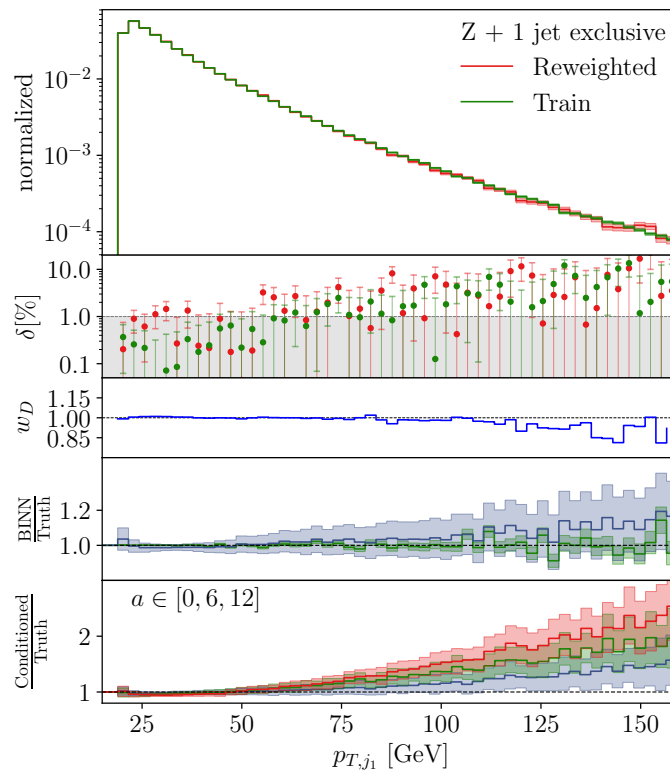 Z + 1 jet exclusive
Reweighted
Train
normalized
10^{-2}
10^{-3}
10^{-4}
δ[%]
10.0
1.0
0.1
w_D
1.15
1.00
0.85
BINN
Truth
1.2
1.0
Conditioned
Truth
a ∈ [0, 6, 12]
2
1
25 50 75 100 125 150
p_{T,j_1} [GeV]